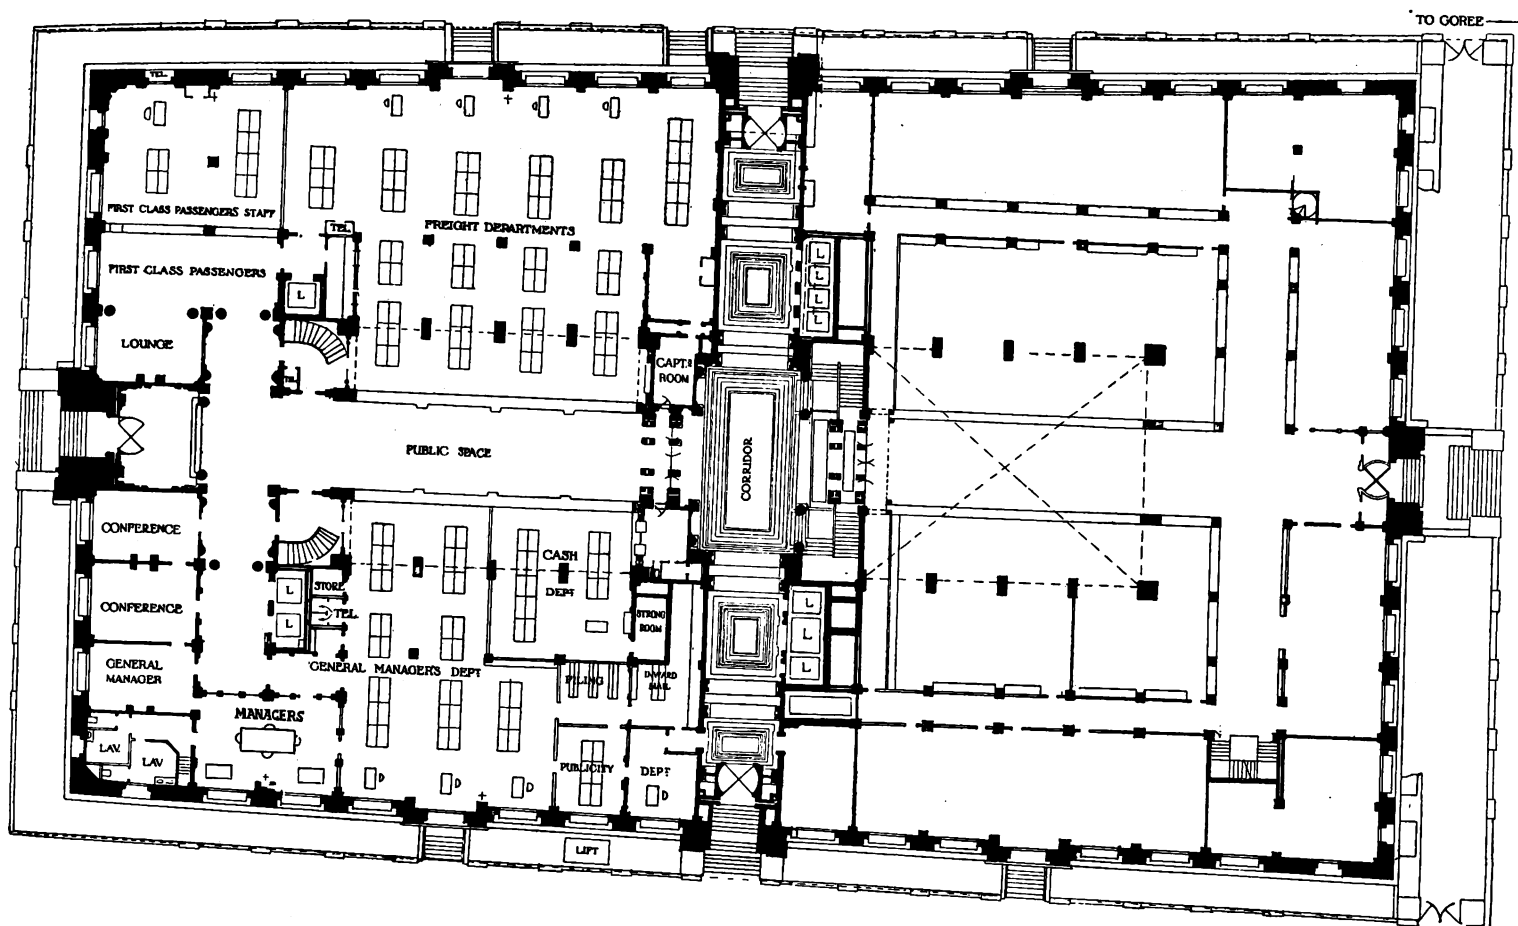 TO GOREE
TEL.
FIRST CLASS PASSENGERS STAFF
TEL.
FREIGHT DEPARTMENTS
FIRST CLASS PASSENGERS
L
L
L
L
L
LOUNGE
TEL.
CAPT.S
ROOM
PUBLIC SPACE
CORRIDOR
CONFERENCE
CASH
DEPT
CONFERENCE
L
L
STORE
TEL.
STRONG
ROOM
L
L
L
GENERAL
MANAGER
GENERAL MANAGER'S DEPT
FILING
INWARD
MAIL
MANAGERS
LAV.
LAV
PUBLICITY
DEPT
LIFT